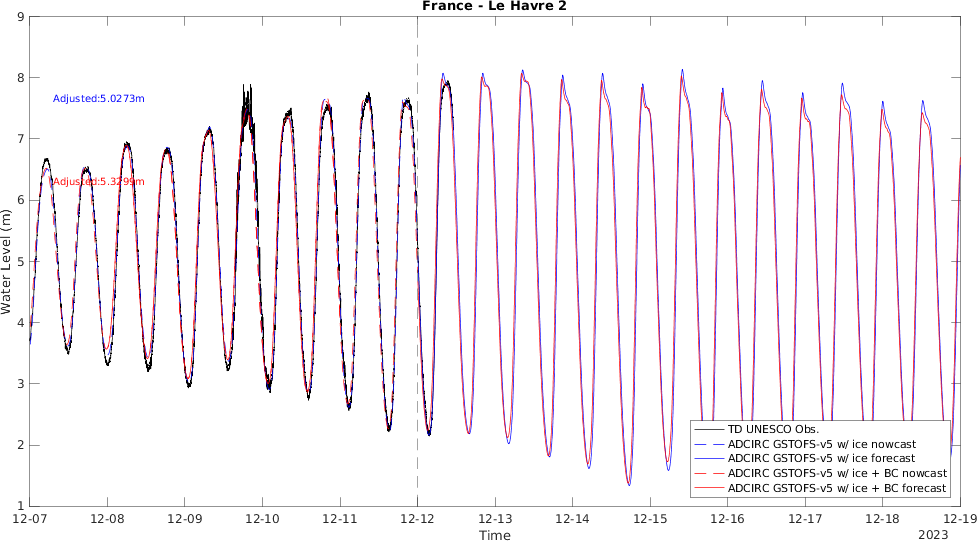 France - Le Havre 2
9
8
7
6
5
4
3
2
1
Water Level (m)
Adjusted:5.0273m
Adjusted:5.3299m
TD UNESCO Obs.
ADCIRC GSTOFS-v5 w/ ice nowcast
ADCIRC GSTOFS-v5 w/ ice forecast
ADCIRC GSTOFS-v5 w/ ice + BC nowcast
ADCIRC GSTOFS-v5 w/ ice + BC forecast
12-07 12-08 12-09 12-10 12-11 12-12 12-13 12-14 12-15 12-16 12-17 12-18 12-19
Time
2023